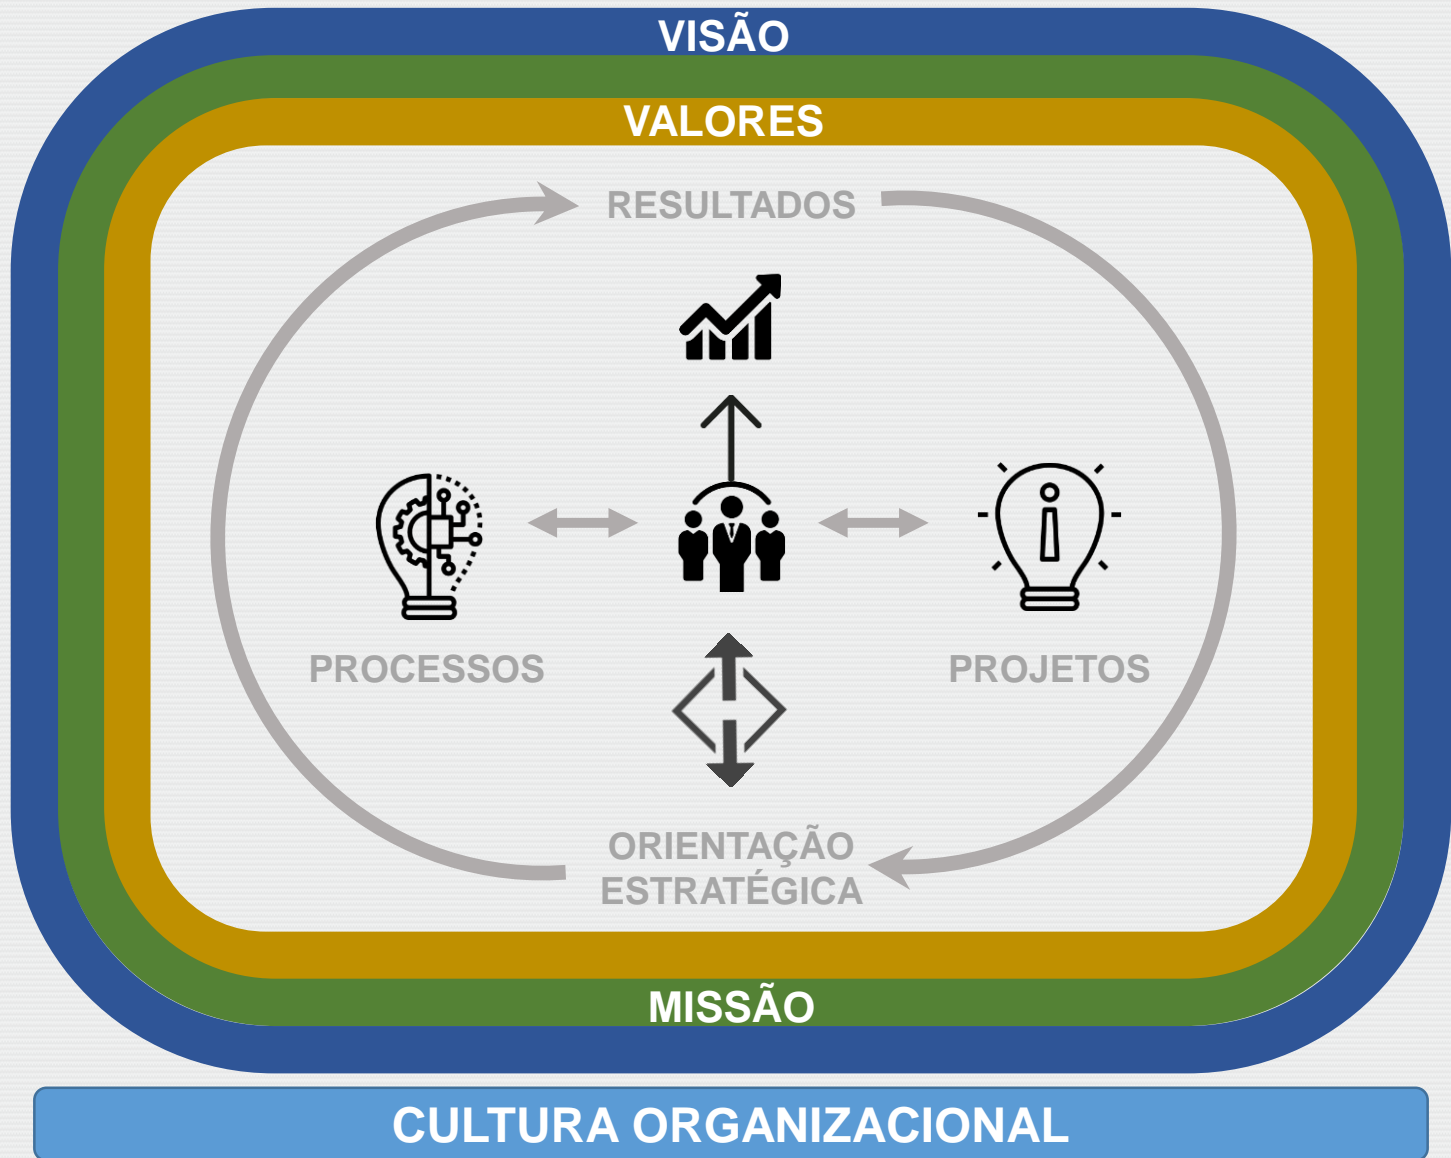 VISÃO
VALORES
RESULTADOS
PROCESSOS
PROJETOS
ORIENTAÇÃO
ESTRATÉGICA
MISSÃO
CULTURA ORGANIZACIONAL